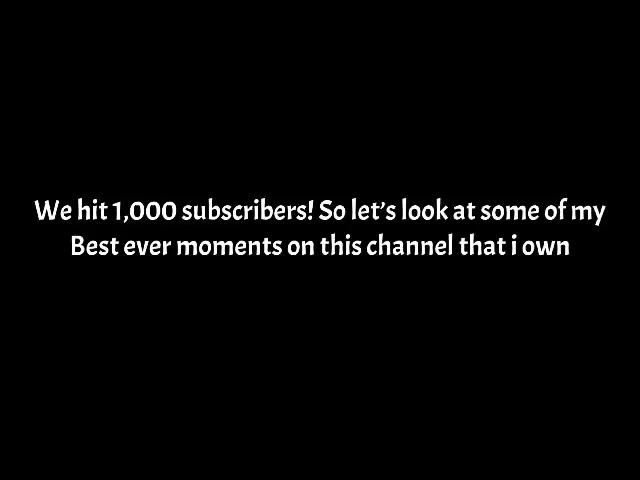 We hit 1,000 subscribers! So let's look at some of my
Best ever moments on this channel that i own